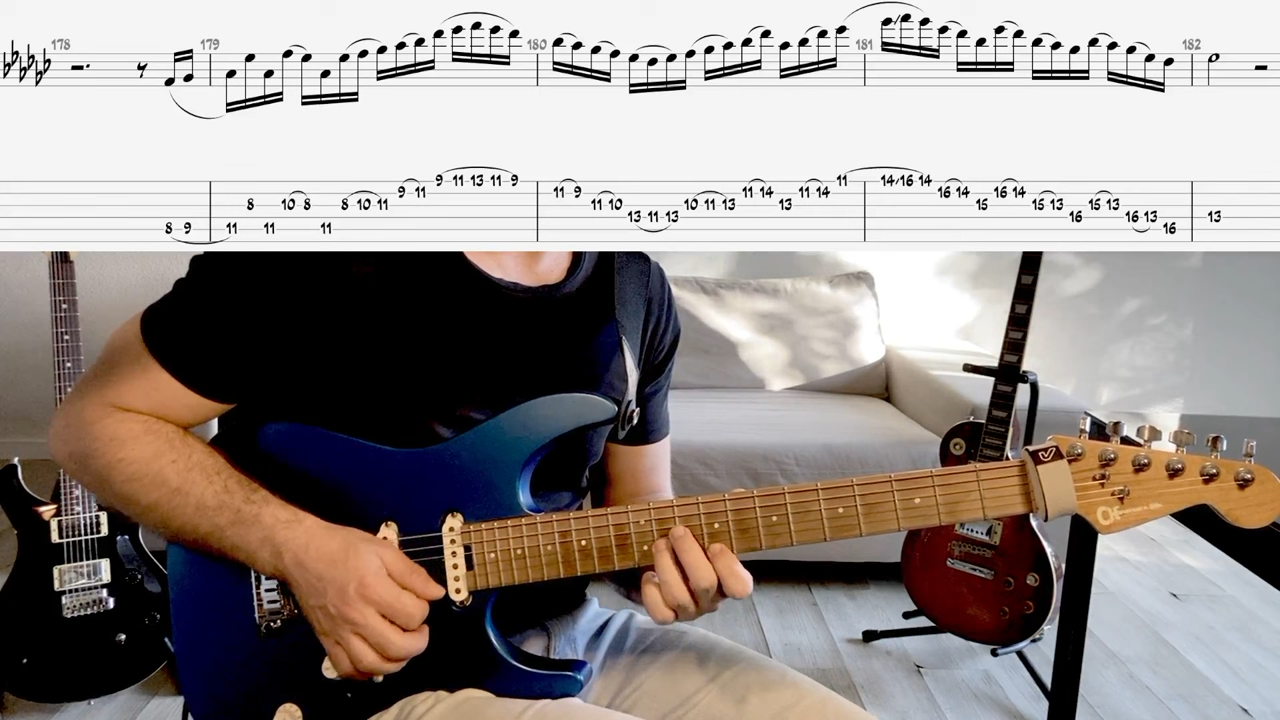 178 179 180 181 182
9 11 13 11 9 11 14/16 14
9 11 11 9 11 14 11 14 16 14 16 14
8 10 8 8 10 11 11 10 10 11 13 13 15 15 13 15 13
13 11 13 16 16 13 13
8 9 11 11 11 16